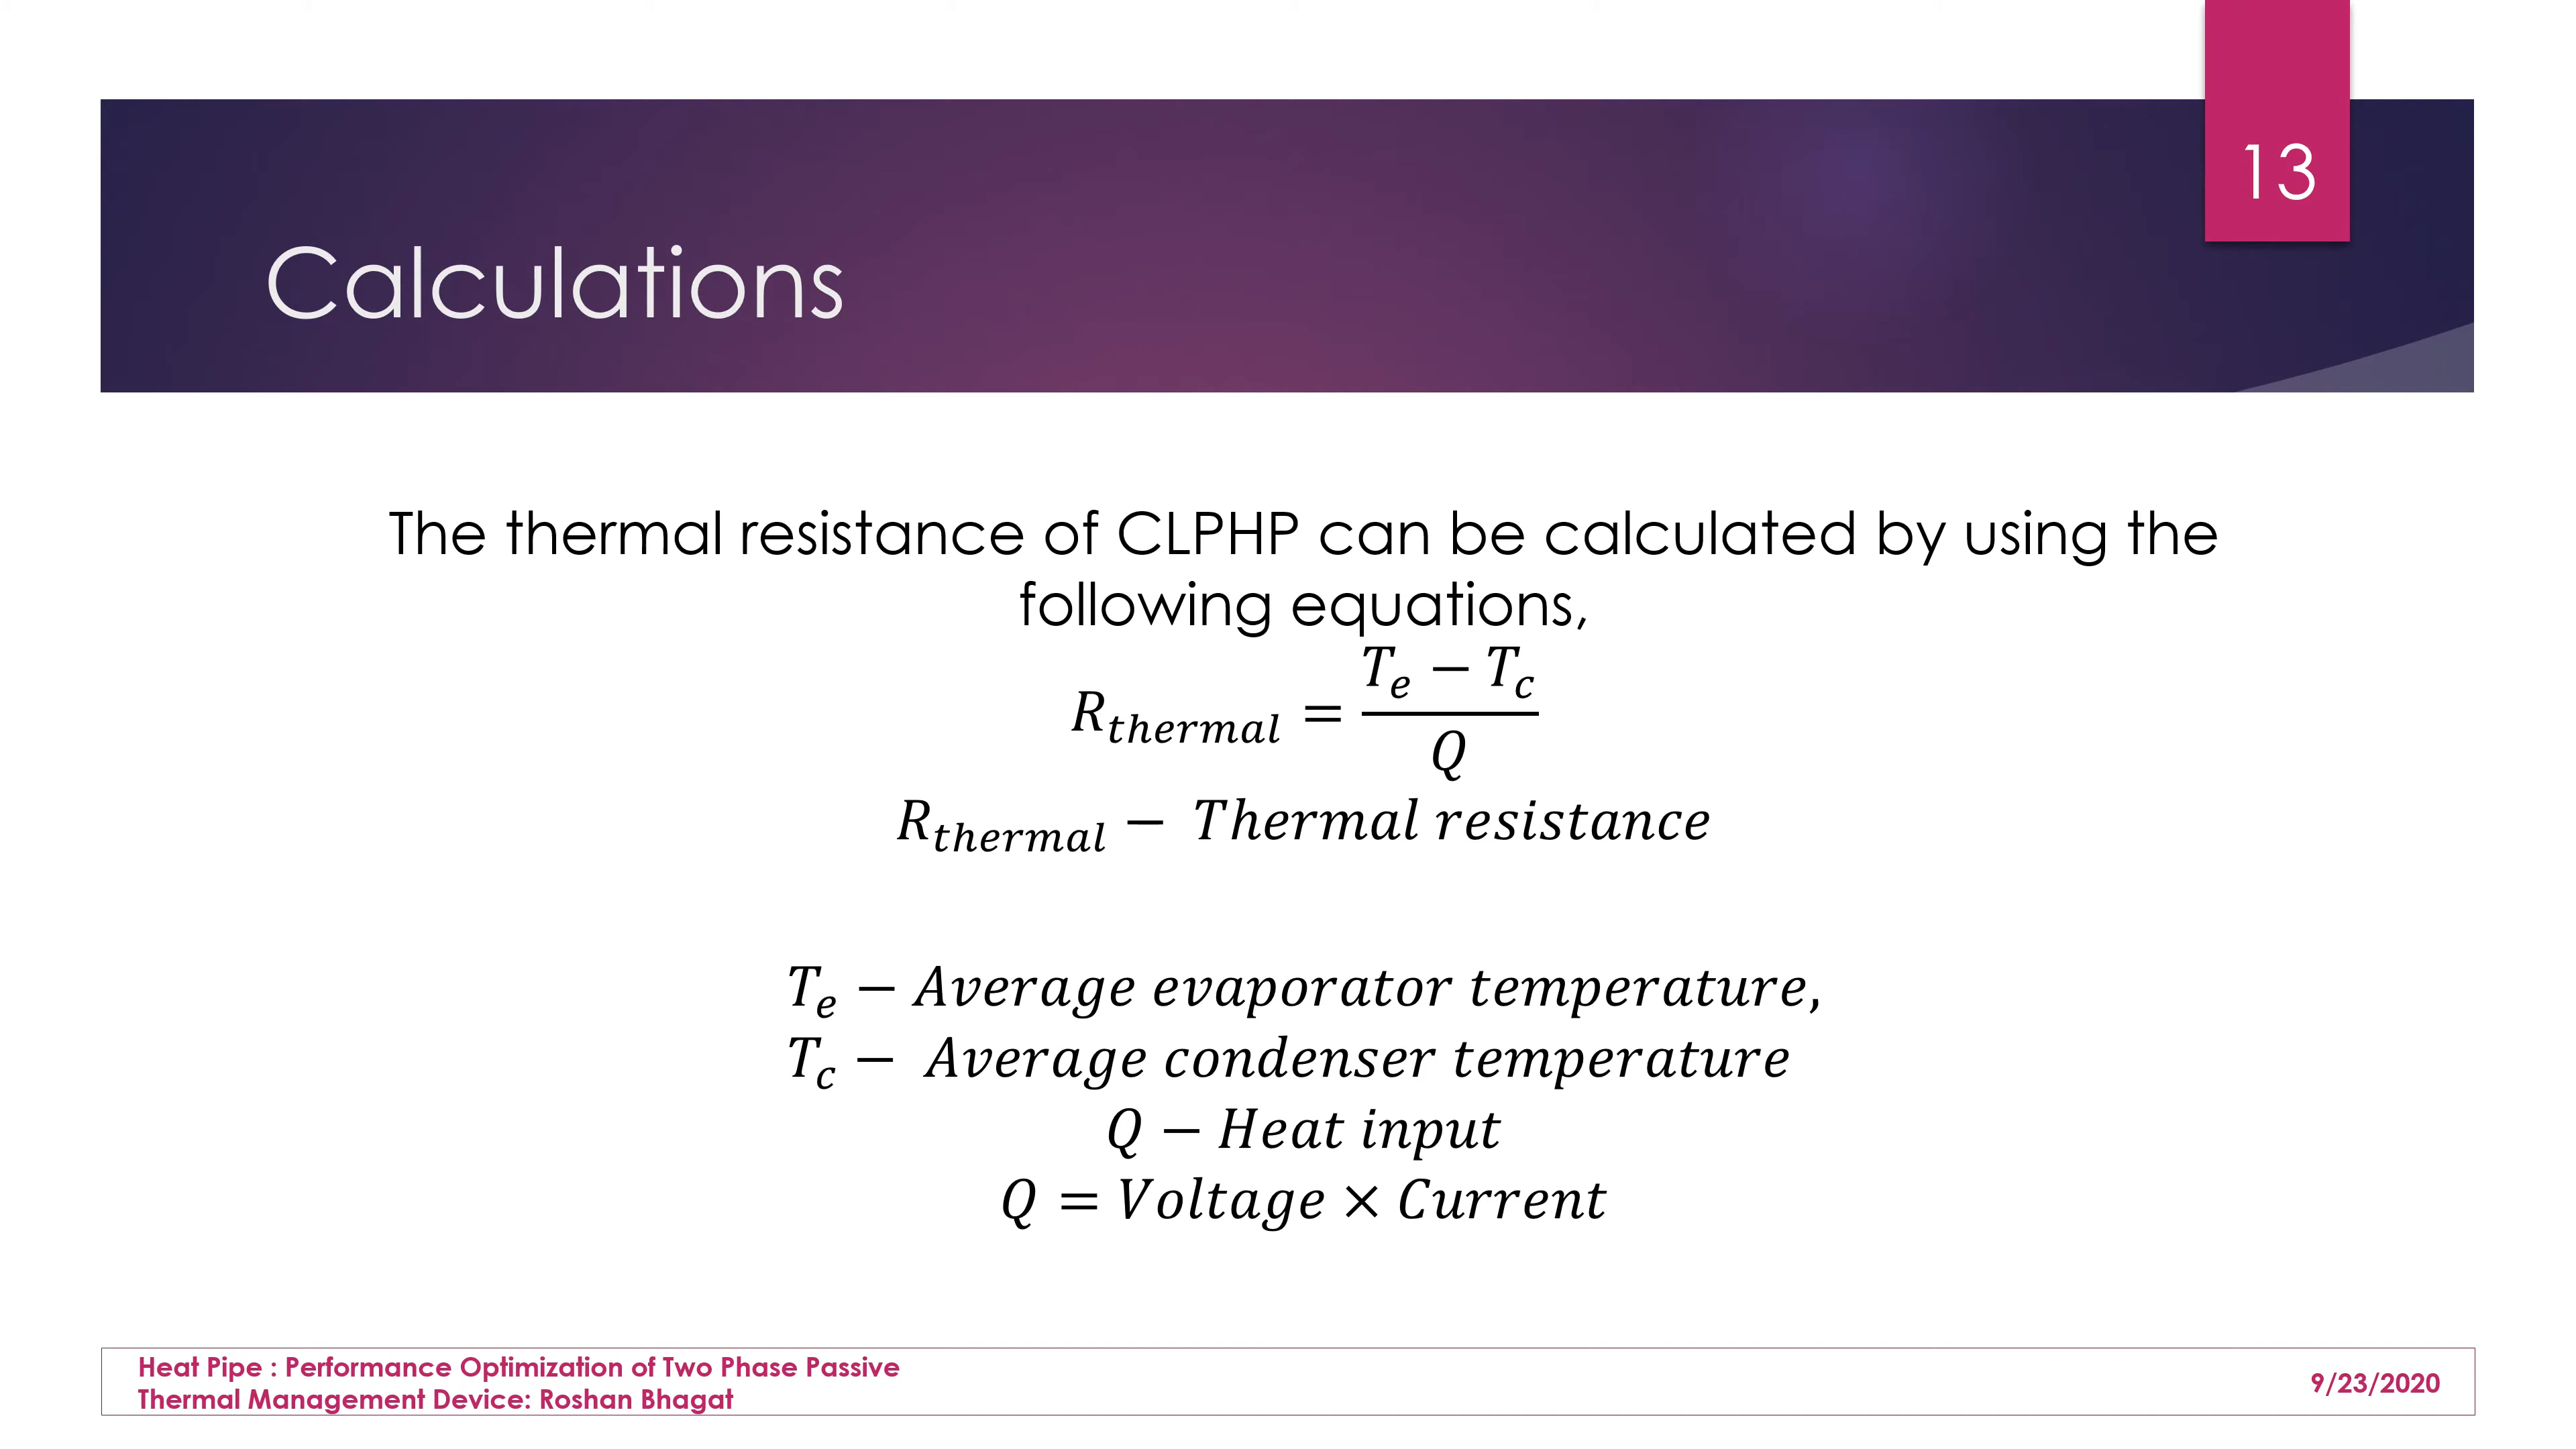 13
Calculations
The thermal resistance of CLPHP can be calculated by using the
following equations,
R_thermal = (T_e − T_c) / Q
R_thermal − Thermal resistance
T_e − Average evaporator temperature,
T_c − Average condenser temperature
Q − Heat input
Q = Voltage × Current
Heat Pipe : Performance Optimization of Two Phase Passive
Thermal Management Device: Roshan Bhagat
9/23/2020